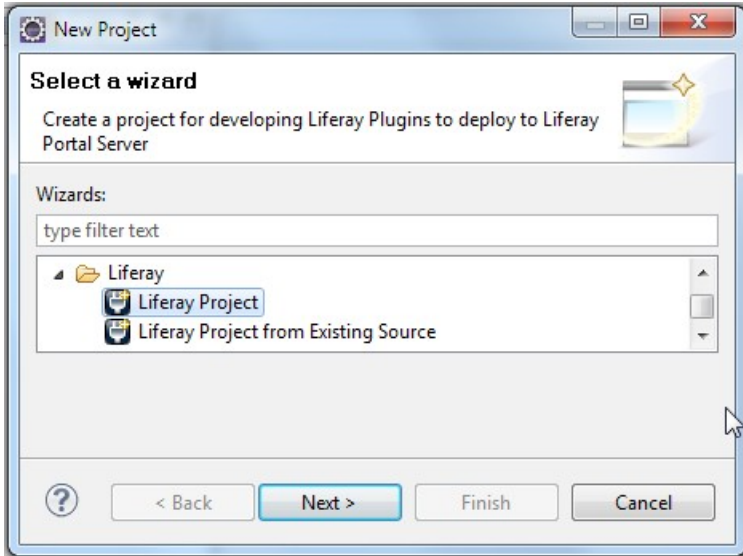 New Project
Select a wizard
Create a project for developing Liferay Plugins to deploy to Liferay
Portal Server
Wizards:
type filter text
Liferay
Liferay Project
Liferay Project from Existing Source
?
< Back
Next >
Finish
Cancel